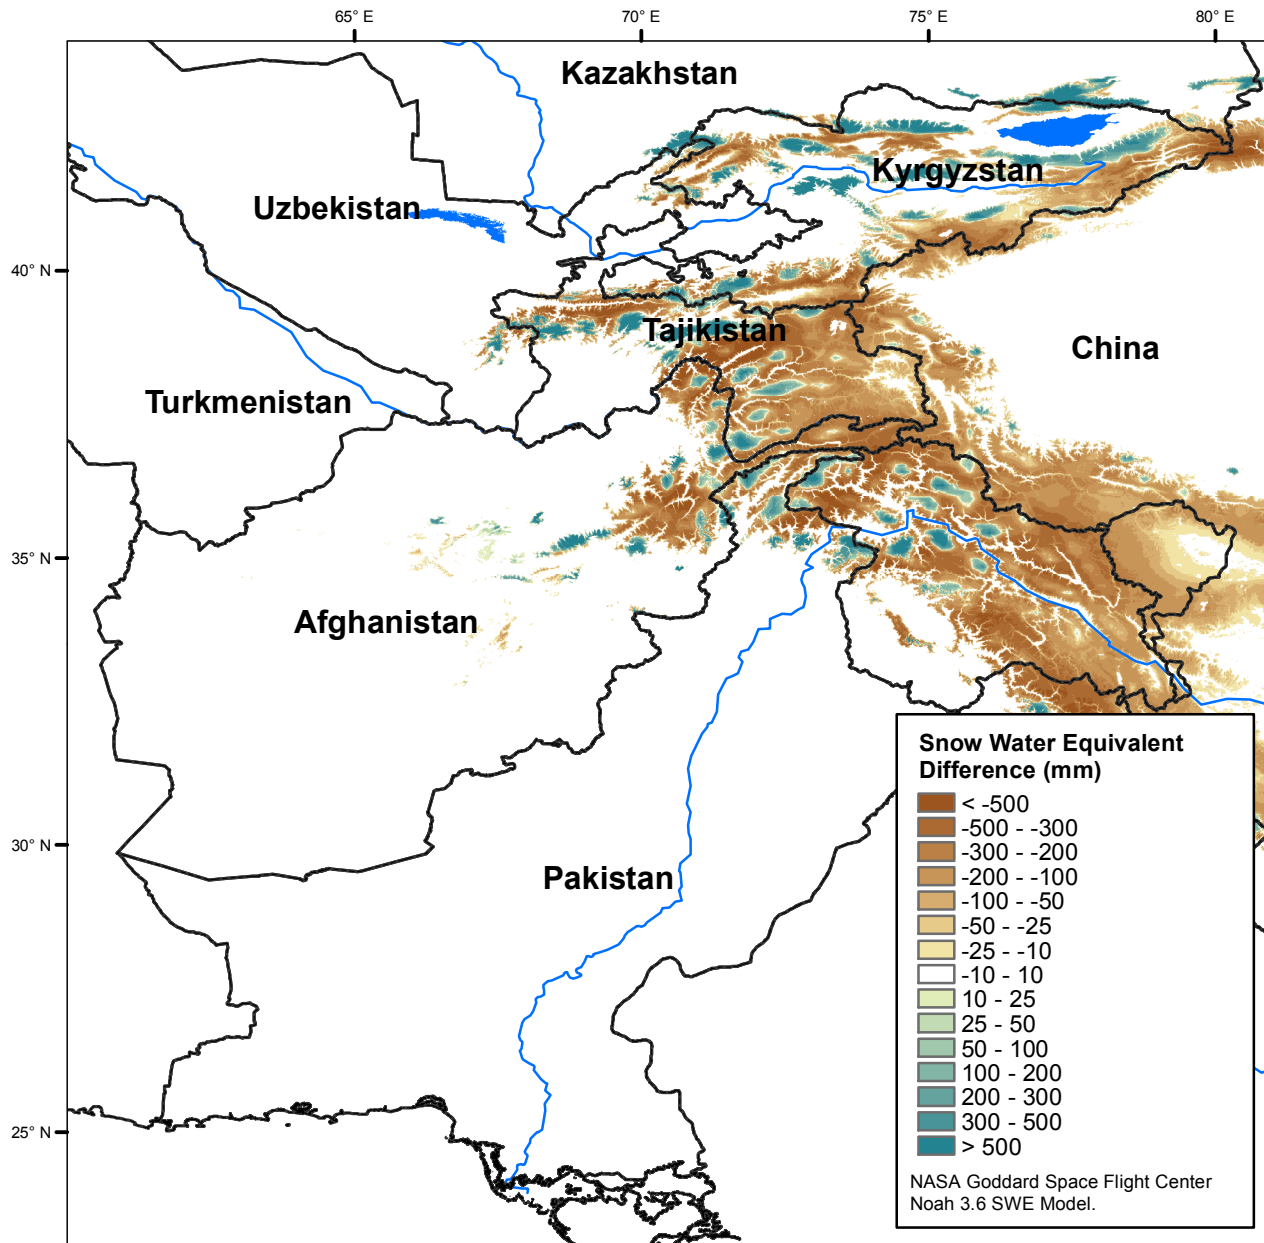 65° E
70° E
75° E
80° E
Kazakhstan
Kyrgyzstan
Uzbekistan
40° N
Tajikistan
China
Turkmenistan
35° N
Afghanistan
30° N
Pakistan
25° N
Snow Water Equivalent
Difference (mm)
< -500
-500 - -300
-300 - -200
-200 - -100
-100 - -50
-50 - -25
-25 - -10
-10 - 10
10 - 25
25 - 50
50 - 100
100 - 200
200 - 300
300 - 500
> 500
NASA Goddard Space Flight Center
Noah 3.6 SWE Model.